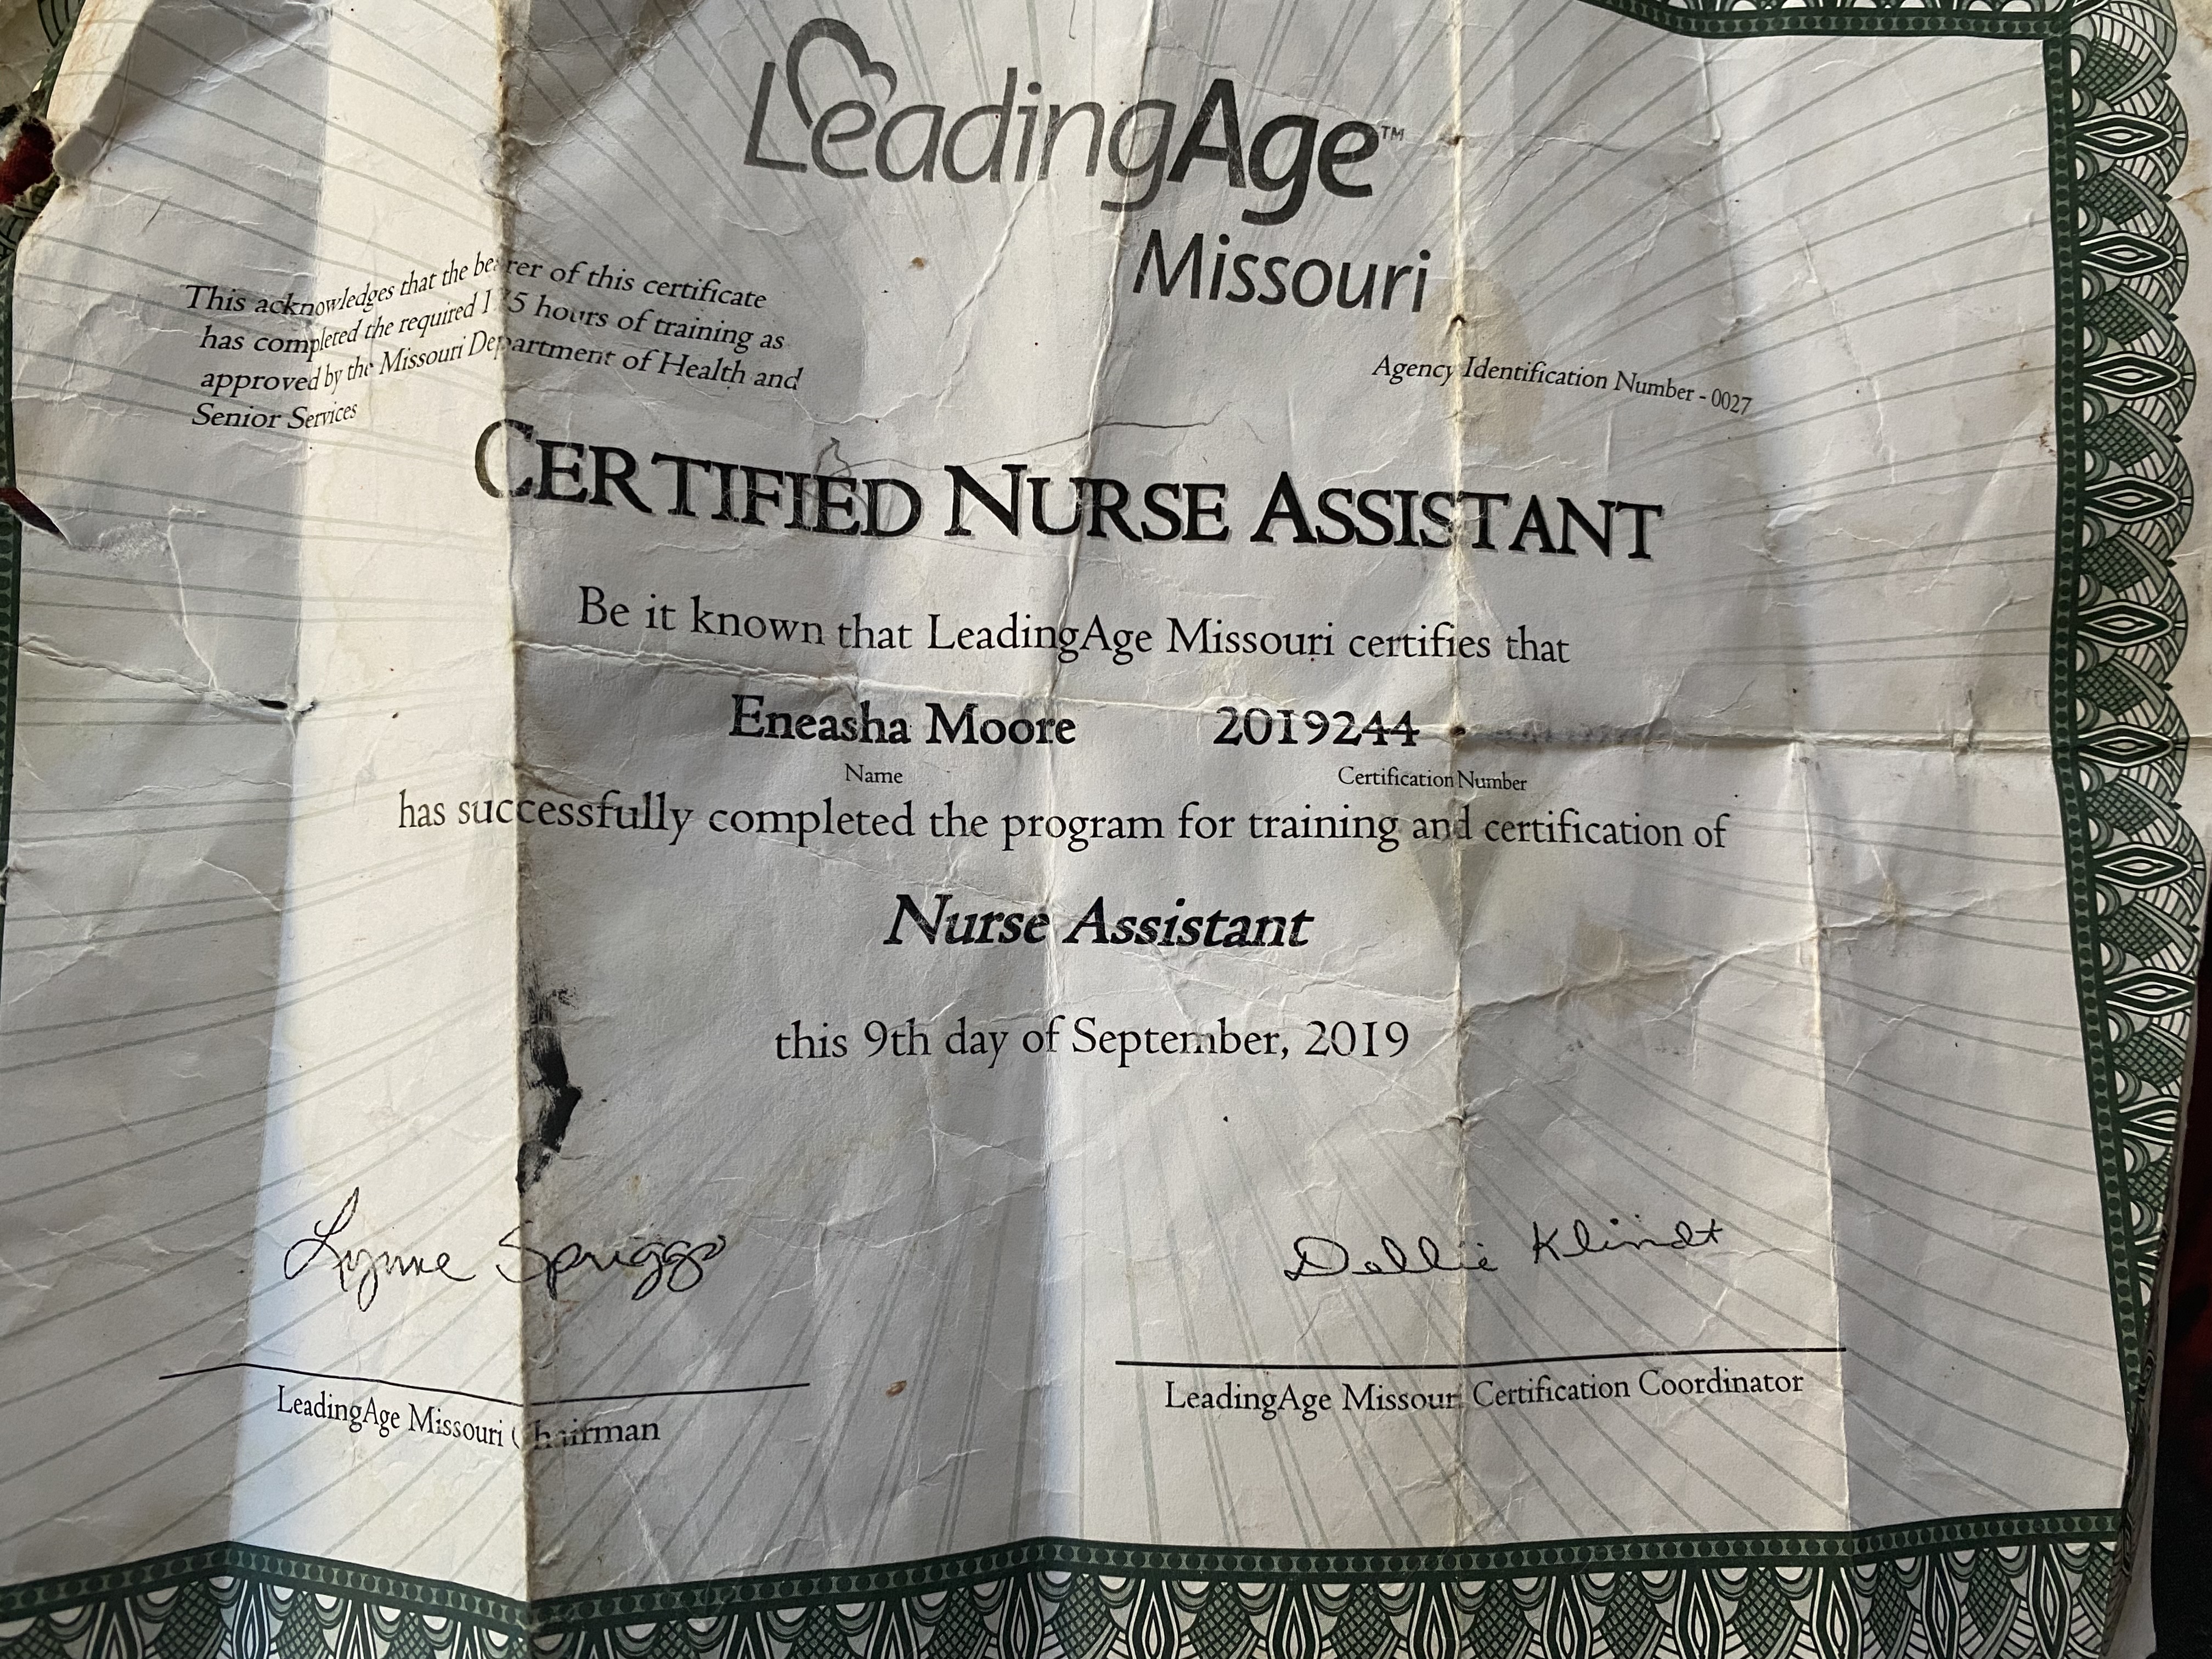 LeadingAge™
Missouri
This acknowledges that the bearer of this certificate
has completed the required 175 hours of training as
approved by the Missouri Department of Health and
Senior Services
Agency Identification Number - 0027
CERTIFIED NURSE ASSISTANT
Be it known that LeadingAge Missouri certifies that
Eneasha Moore 2019244
Name Certification Number
has successfully completed the program for training and certification of
Nurse Assistant
this 9th day of September, 2019
Lynne Spriggs Dollie Klindt
LeadingAge Missouri Chairman LeadingAge Missouri Certification Coordinator